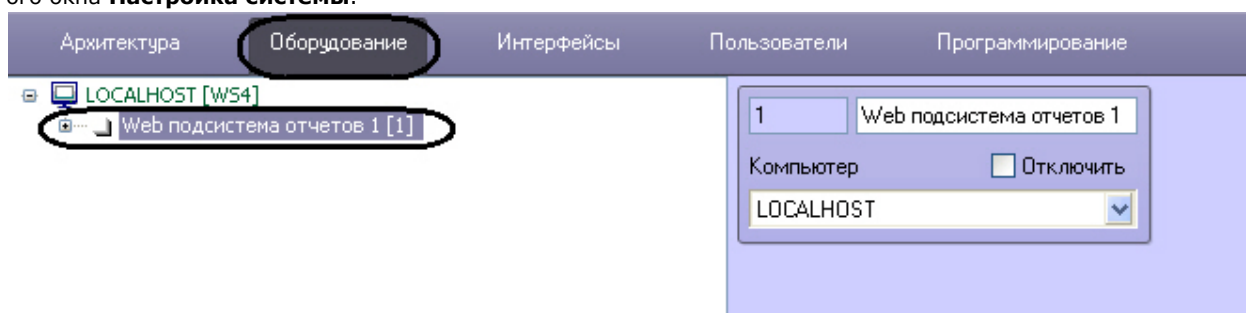 ого окна Настройка системы.
Архитектура Оборудование Интерфейсы Пользователи Программирование
LOCALHOST [WS4]
Web подсистема отчетов 1 [1]
1 Web подсистема отчетов 1
Компьютер Отключить
LOCALHOST